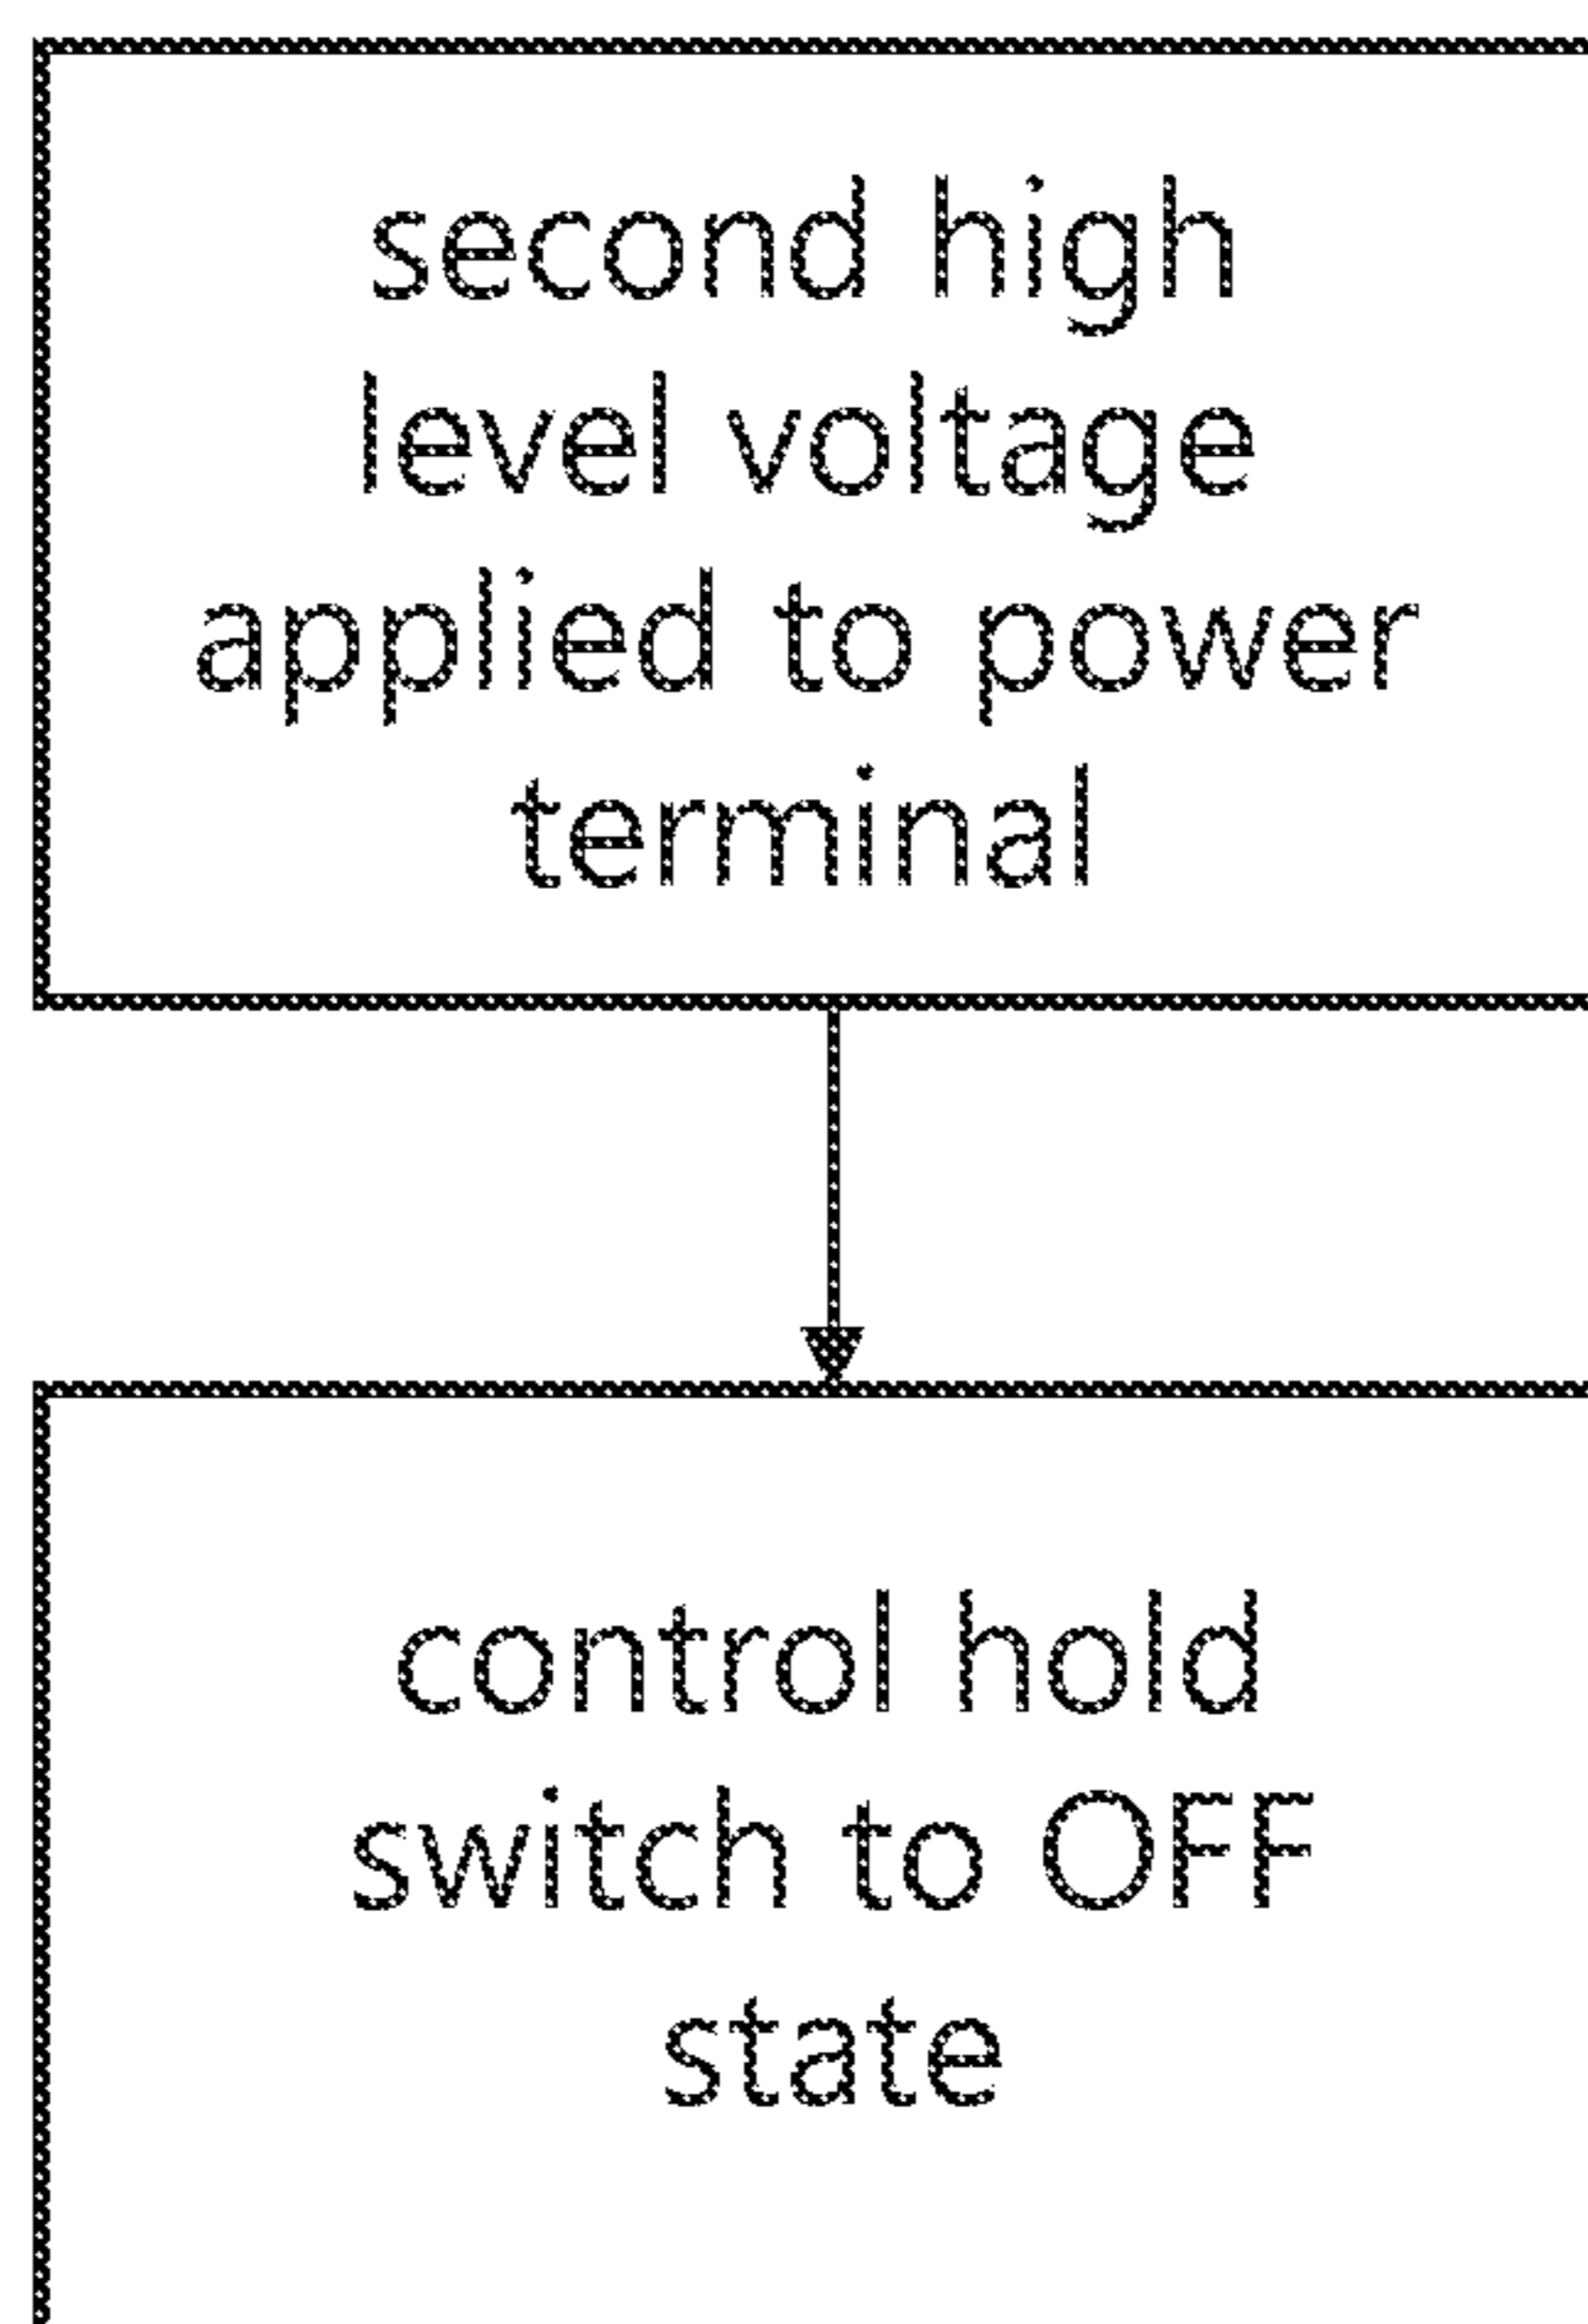 second high
level voltage
applied to power
terminal
control hold
switch to OFF
state